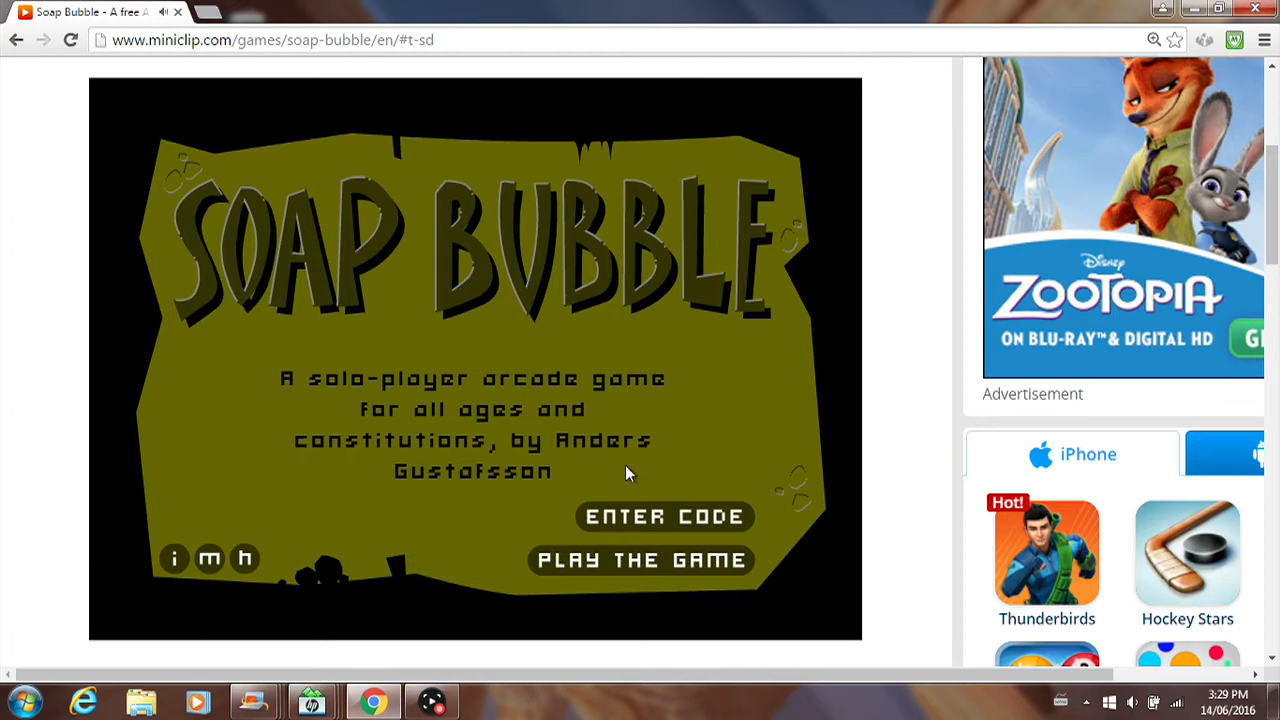 Soap Bubble - A free A
www.miniclip.com/games/soap-bubble/en/#t-sd
SOAP BUBBLE
A solo-player arcade game
for all ages and
constitutions, by Anders
Gustafsson
ENTER CODE
PLAY THE GAME
i m h
Disney
ZOOTOPIA
ON BLU-RAY™ & DIGITAL HD
G
Advertisement
iPhone
Hot!
Thunderbirds
Hockey Stars
hp
3:29 PM
14/06/2016